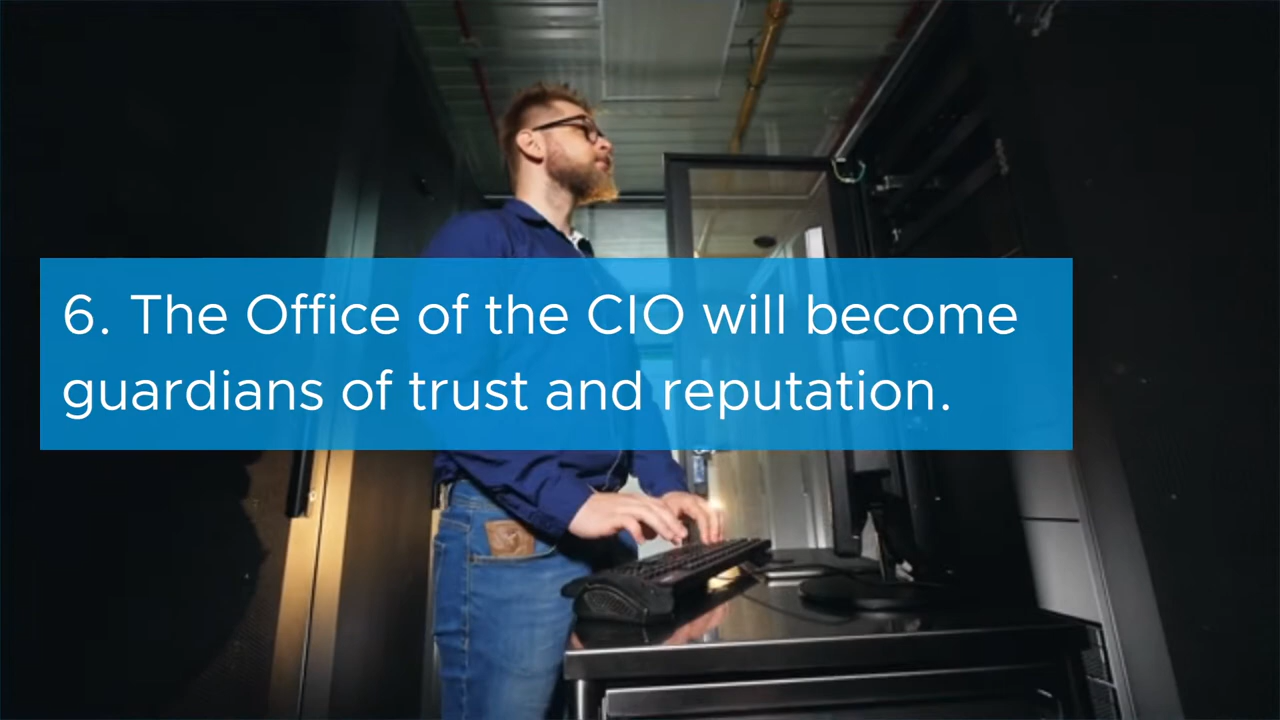 6. The Office of the CIO will become
guardians of trust and reputation.